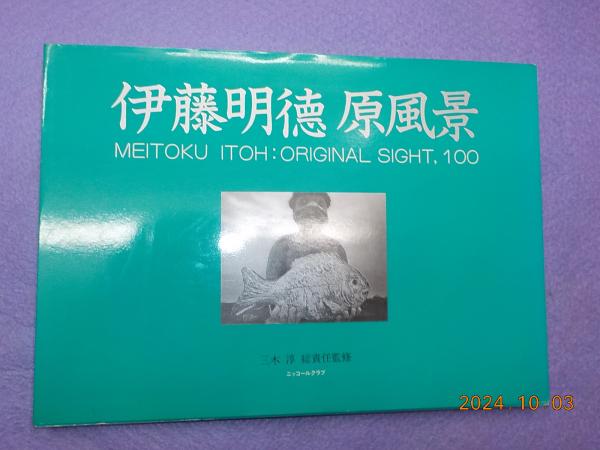 伊藤明德 原風景
MEITOKU ITOH:ORIGINAL SIGHT, 100
三木 淳 総責任監修
ニッコールクラブ
2024. 10-03